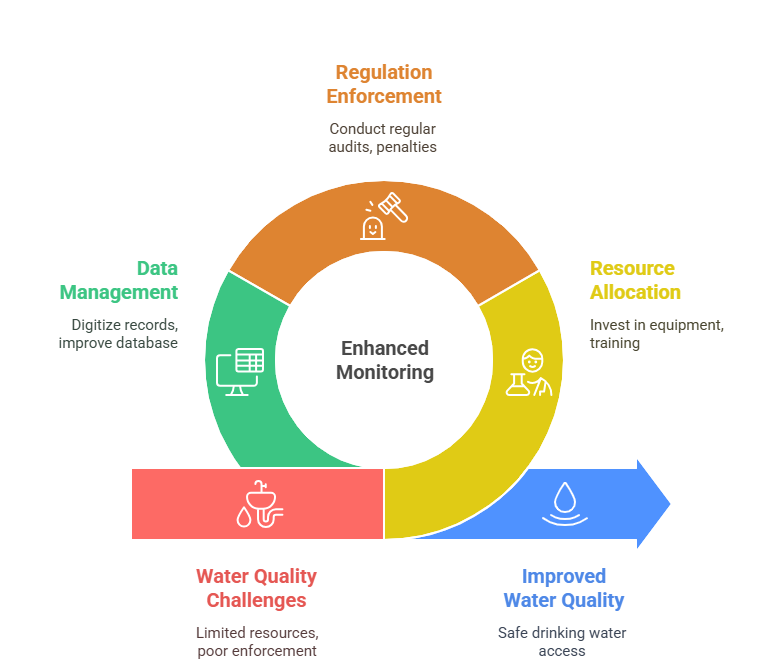 Regulation
Enforcement
Conduct regular
audits, penalties
Data
Management
Digitize records,
improve database
Resource
Allocation
Invest in equipment,
training
Enhanced
Monitoring
Water Quality
Challenges
Limited resources,
poor enforcement
Improved
Water Quality
Safe drinking water
access